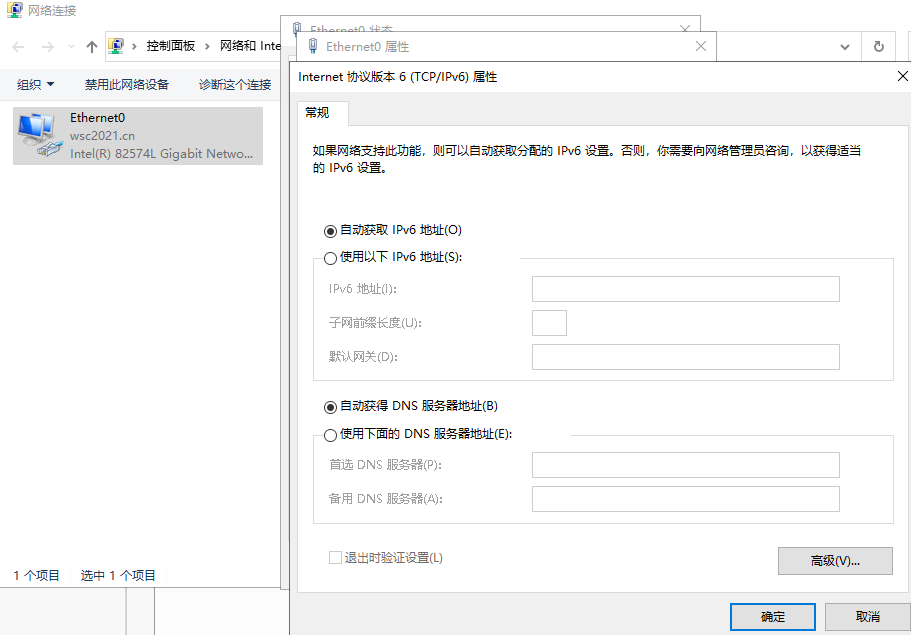 网络连接
Ethernet0 状态
Ethernet0 属性
控制面板 › 网络和 Inte
Internet 协议版本 6 (TCP/IPv6) 属性
组织 禁用此网络设备 诊断这个连接
常规
Ethernet0
wsc2021.cn
Intel(R) 82574L Gigabit Netwo...
如果网络支持此功能，则可以自动获取分配的 IPv6 设置。否则，你需要向网络管理员咨询，以获得适当
的 IPv6 设置。
自动获取 IPv6 地址(O)
使用以下 IPv6 地址(S):
IPv6 地址(I):
子网前缀长度(U):
默认网关(D):
自动获得 DNS 服务器地址(B)
使用下面的 DNS 服务器地址(E):
首选 DNS 服务器(P):
备用 DNS 服务器(A):
退出时验证设置(L)
高级(V)...
1 个项目 选中 1 个项目
确定 取消